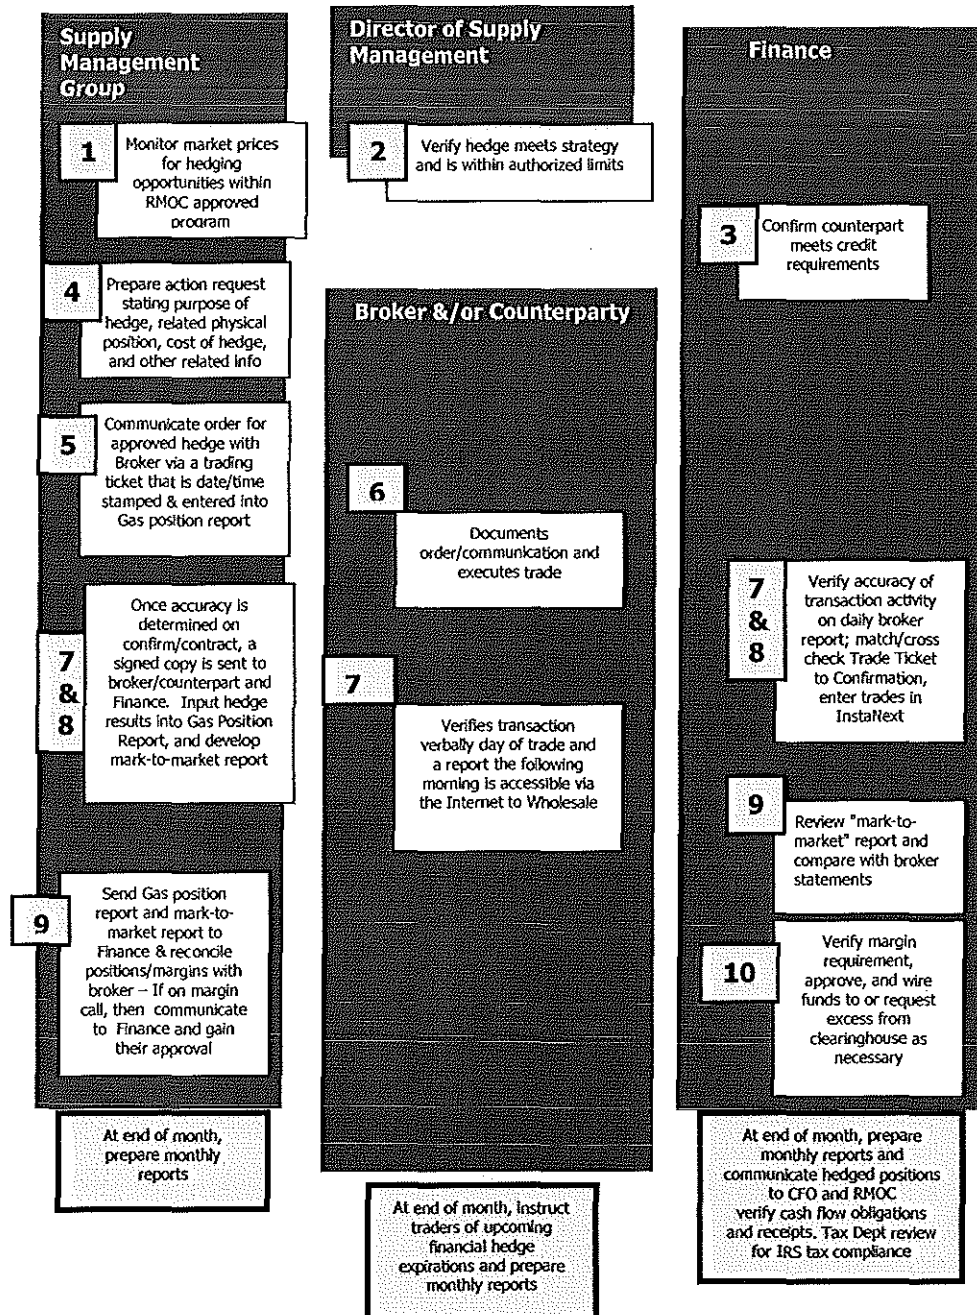 Supply
Management
Group
1
Monitor market prices
for hedging
opportunities within
RMOC approved
program
4
Prepare action request
stating purpose of
hedge, related physical
position, cost of hedge,
and other related info
5
Communicate order for
approved hedge with
Broker via a trading
ticket that is date/time
stamped & entered into
Gas position report
7
&
8
Once accuracy is
determined on
confirm/contract, a
signed copy is sent to
broker/counterpart and
Finance. Input hedge
results into Gas Position
Report, and develop
mark-to-market report
9
Send Gas position
report and mark-to-
market report to
Finance & reconcile
positions/margins with
broker – If on margin
call, then communicate
to Finance and gain
their approval
At end of month,
prepare monthly
reports
Director of Supply
Management
2
Verify hedge meets strategy
and is within authorized limits
Broker &/or Counterparty
6
Documents
order/communication and
executes trade
7
Verifies transaction
verbally day of trade and
a report the following
morning is accessible via
the Internet to Wholesale
At end of month, instruct
traders of upcoming
financial hedge
expirations and prepare
monthly reports
Finance
3
Confirm counterpart
meets credit
requirements
7
&
8
Verify accuracy of
transaction activity
on daily broker
report; match/cross
check Trade Ticket
to Confirmation,
enter trades in
InstaNext
9
Review "mark-to-
market" report and
compare with broker
statements
10
Verify margin
requirement,
approve, and wire
funds to or request
excess from
clearinghouse as
necessary
At end of month, prepare
monthly reports and
communicate hedged positions
to CFO and RMOC
verify cash flow obligations
and receipts. Tax Dept review
for IRS tax compliance